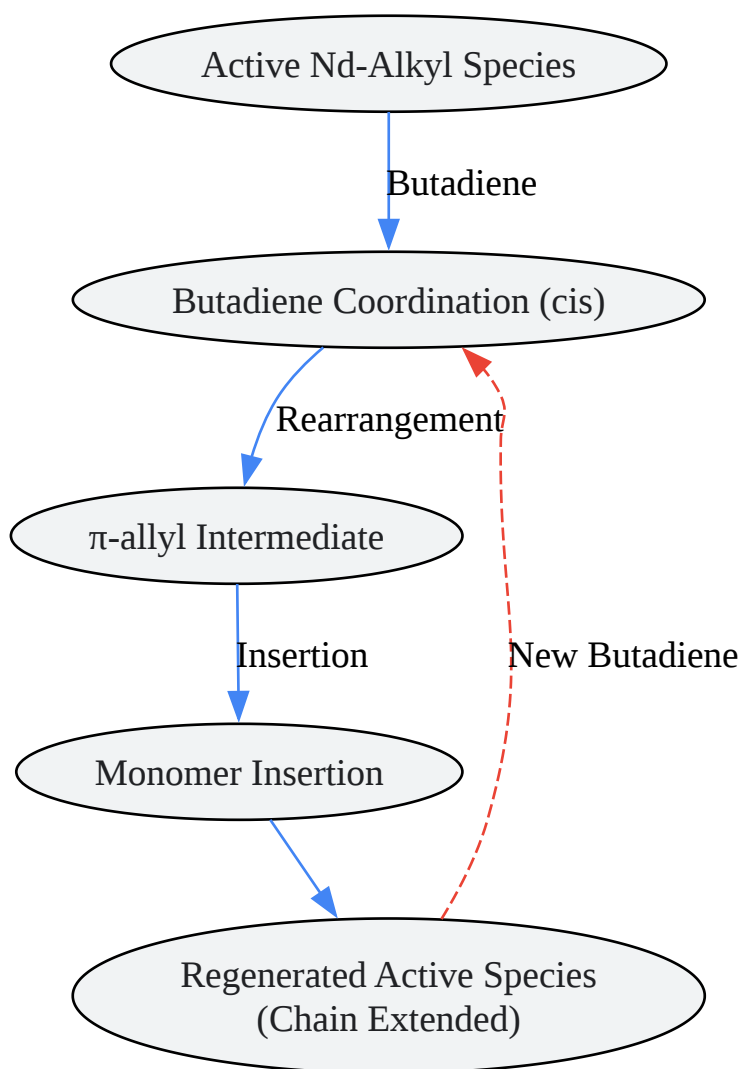 Active Nd-Alkyl Species
Butadiene
Butadiene Coordination (cis)
Rearrangement
π-allyl Intermediate
Insertion
New Butadiene
Monomer Insertion
Regenerated Active Species
(Chain Extended)